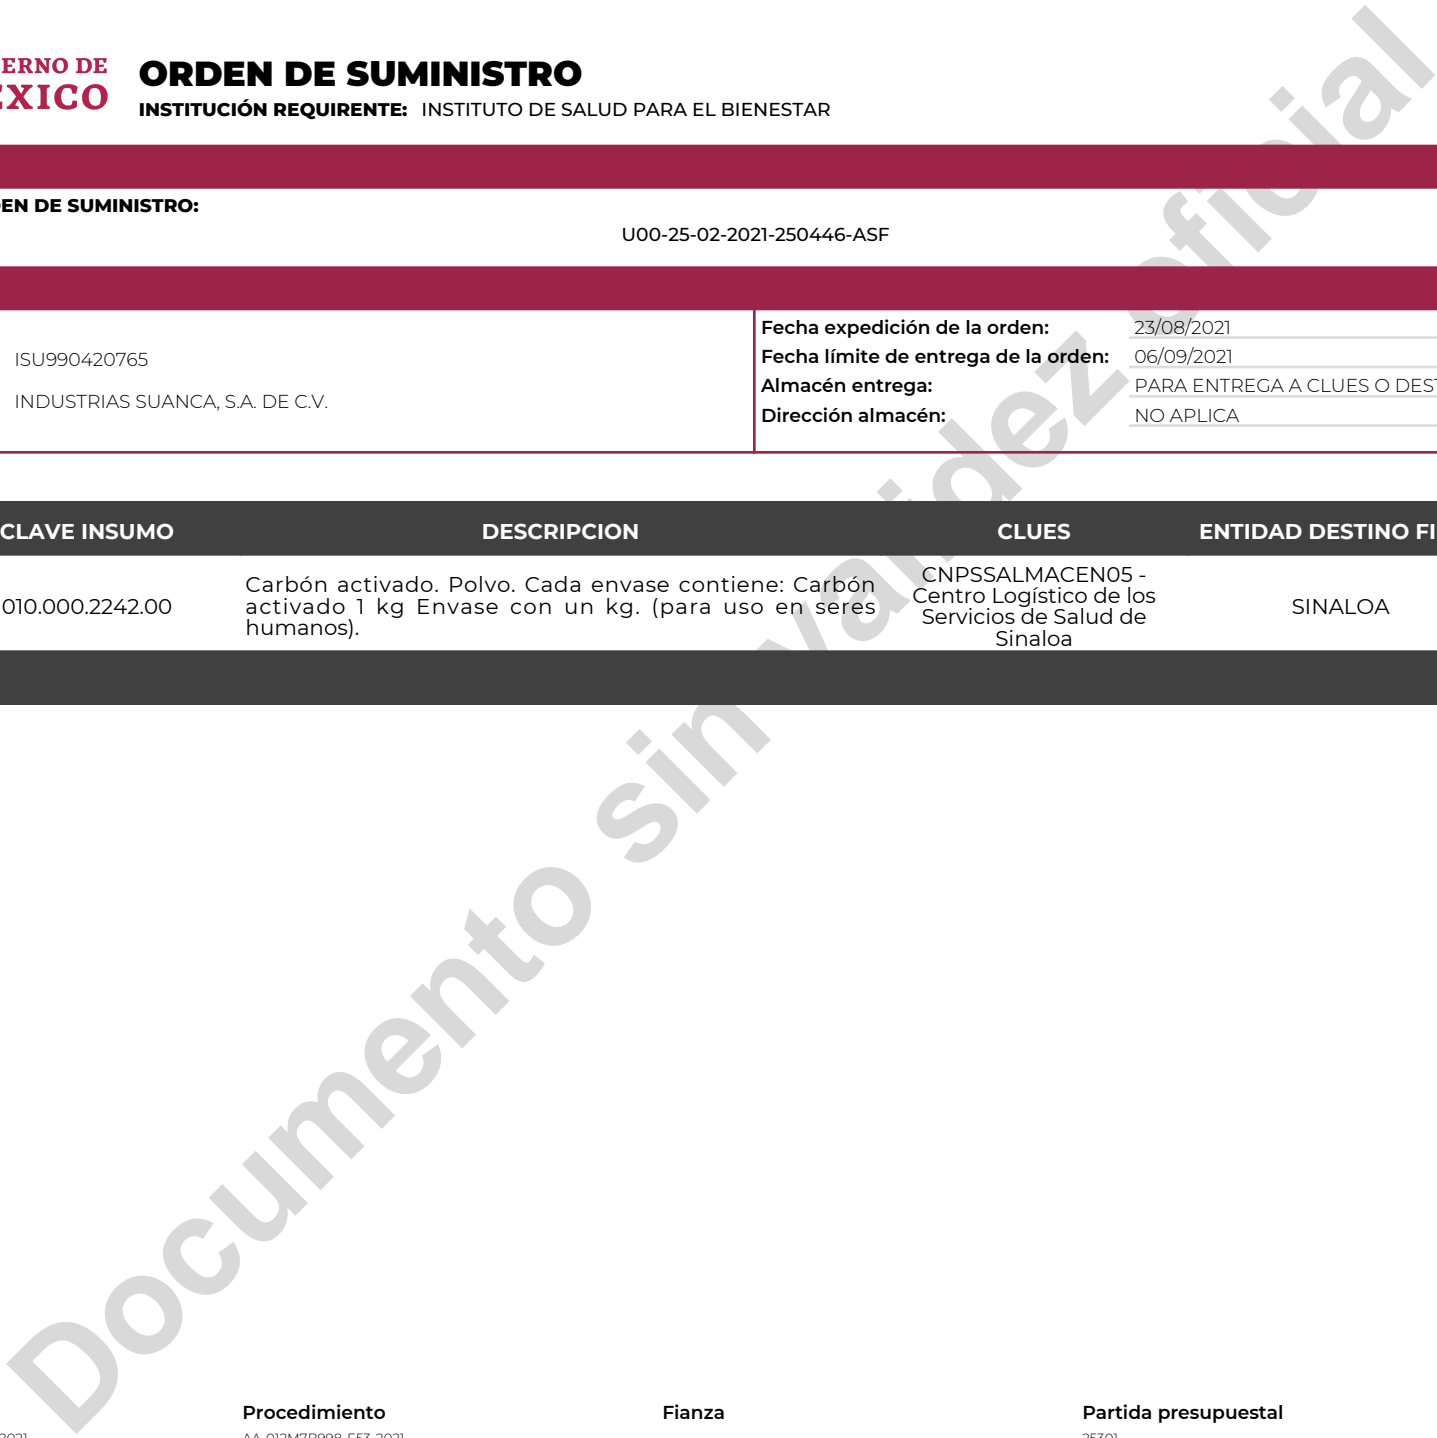 ERNO DE
EXICO
ORDEN DE SUMINISTRO
INSTITUCIÓN REQUIRENTE: INSTITUTO DE SALUD PARA EL BIENESTAR
EN DE SUMINISTRO:
U00-25-02-2021-250446-ASF
ISU990420765
INDUSTRIAS SUANCA, S.A. DE C.V.
Fecha expedición de la orden: 23/08/2021
Fecha límite de entrega de la orden: 06/09/2021
Almacén entrega: PARA ENTREGA A CLUES O DEST
Dirección almacén: NO APLICA
CLAVE INSUMO DESCRIPCION CLUES ENTIDAD DESTINO FI
010.000.2242.00
Carbón activado. Polvo. Cada envase contiene: Carbón
activado 1 kg Envase con un kg. (para uso en seres
humanos).
CNPSSALMACEN05 -
Centro Logístico de los
Servicios de Salud de
Sinaloa
SINALOA
Documento sin validez oficial
Procedimiento Fianza Partida presupuestal